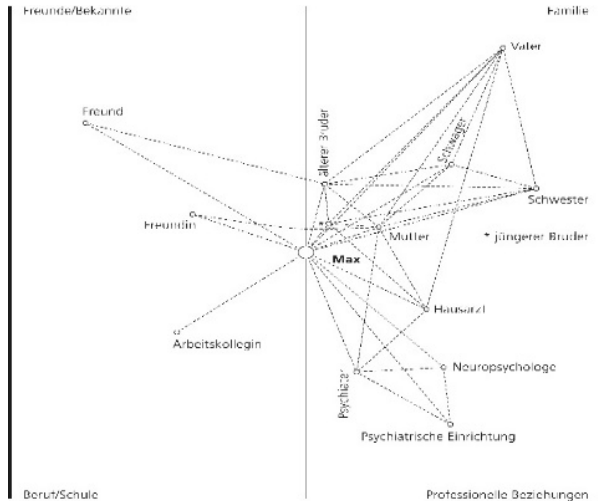 Freunde/Bekannte
Familie
Vater
Freund
älterer Bruder
Schwager
Schwester
Freundin
Mutter
* jüngerer Bruder
Max
Hausarzt
Arbeitskollegin
Neuropsychologe
Psychiater
Psychiatrische Einrichtung
Beruf/Schule
Professionelle Beziehungen